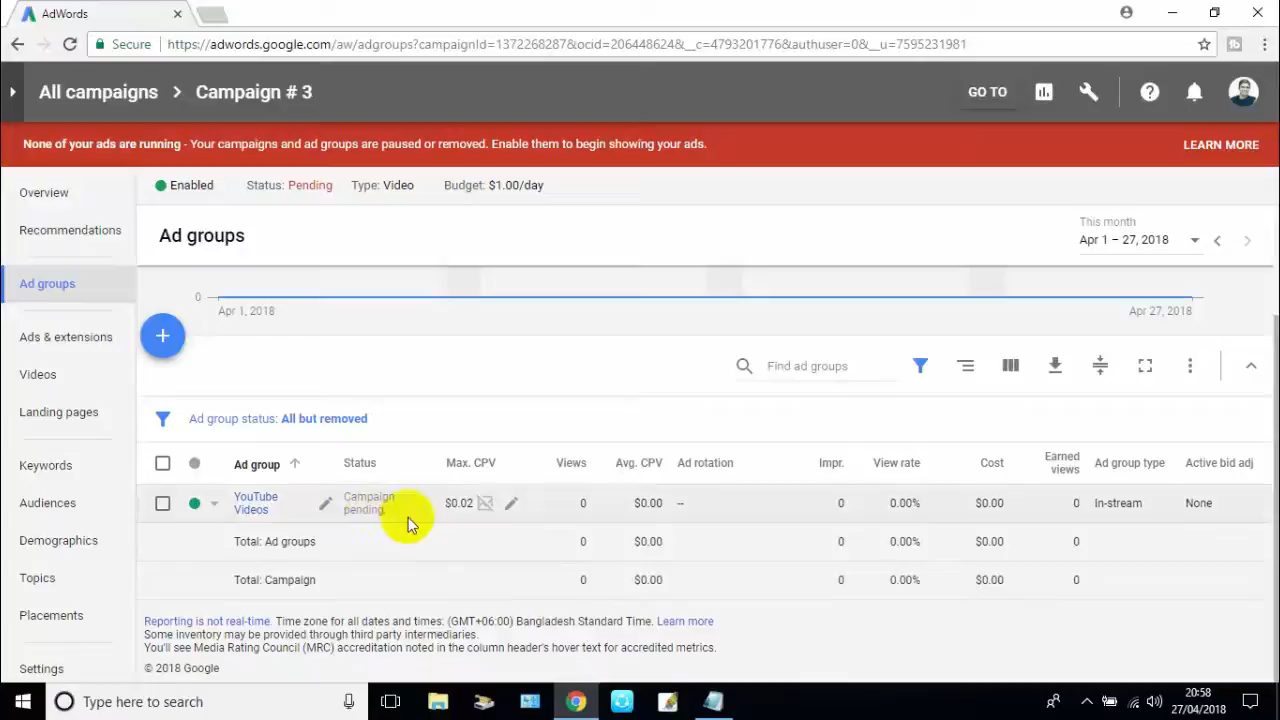 AdWords
Secure
https://adwords.google.com/aw/adgroups?campaignId=1372268287&ocid=206448624&__c=4793201776&authuser=0&__u=7595231981
All campaigns > Campaign # 3
GO TO
None of your ads are running - Your campaigns and ad groups are paused or removed. Enable them to begin showing your ads.
LEARN MORE
Overview
Recommendations
Ad groups
Ads & extensions
Videos
Landing pages
Keywords
Audiences
Demographics
Topics
Placements
Settings
Enabled Status: Pending Type: Video Budget: $1.00/day
Ad groups
This month
Apr 1 – 27, 2018
0
Apr 1, 2018
Apr 27, 2018
Find ad groups
Ad group status: All but removed
Ad group Status Max. CPV Views Avg. CPV Ad rotation Impr. View rate Cost Earned views Ad group type Active bid adj
YouTube Videos Campaign pending $0.02 0 $0.00 -- 0 0.00% $0.00 0 In-stream None
Total: Ad groups 0 $0.00 0 0.00% $0.00 0
Total: Campaign 0 $0.00 0 0.00% $0.00 0
Reporting is not real-time. Time zone for all dates and times: (GMT+06:00) Bangladesh Standard Time. Learn more
Some inventory may be provided through third party intermediaries.
You'll see Media Rating Council (MRC) accreditation noted in the column header's hover text for accredited metrics.
© 2018 Google
Type here to search
20:58
27/04/2018